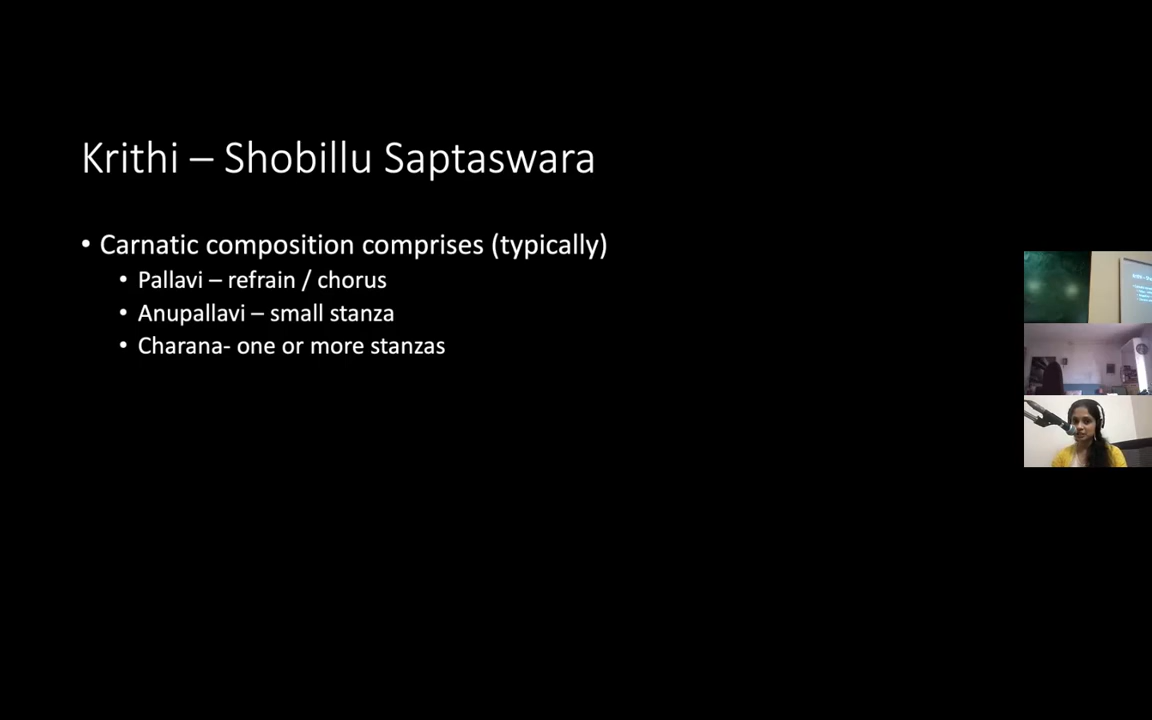 Krithi – Shobillu Saptaswara
• Carnatic composition comprises (typically)
• Pallavi – refrain / chorus
• Anupallavi – small stanza
• Charana- one or more stanzas